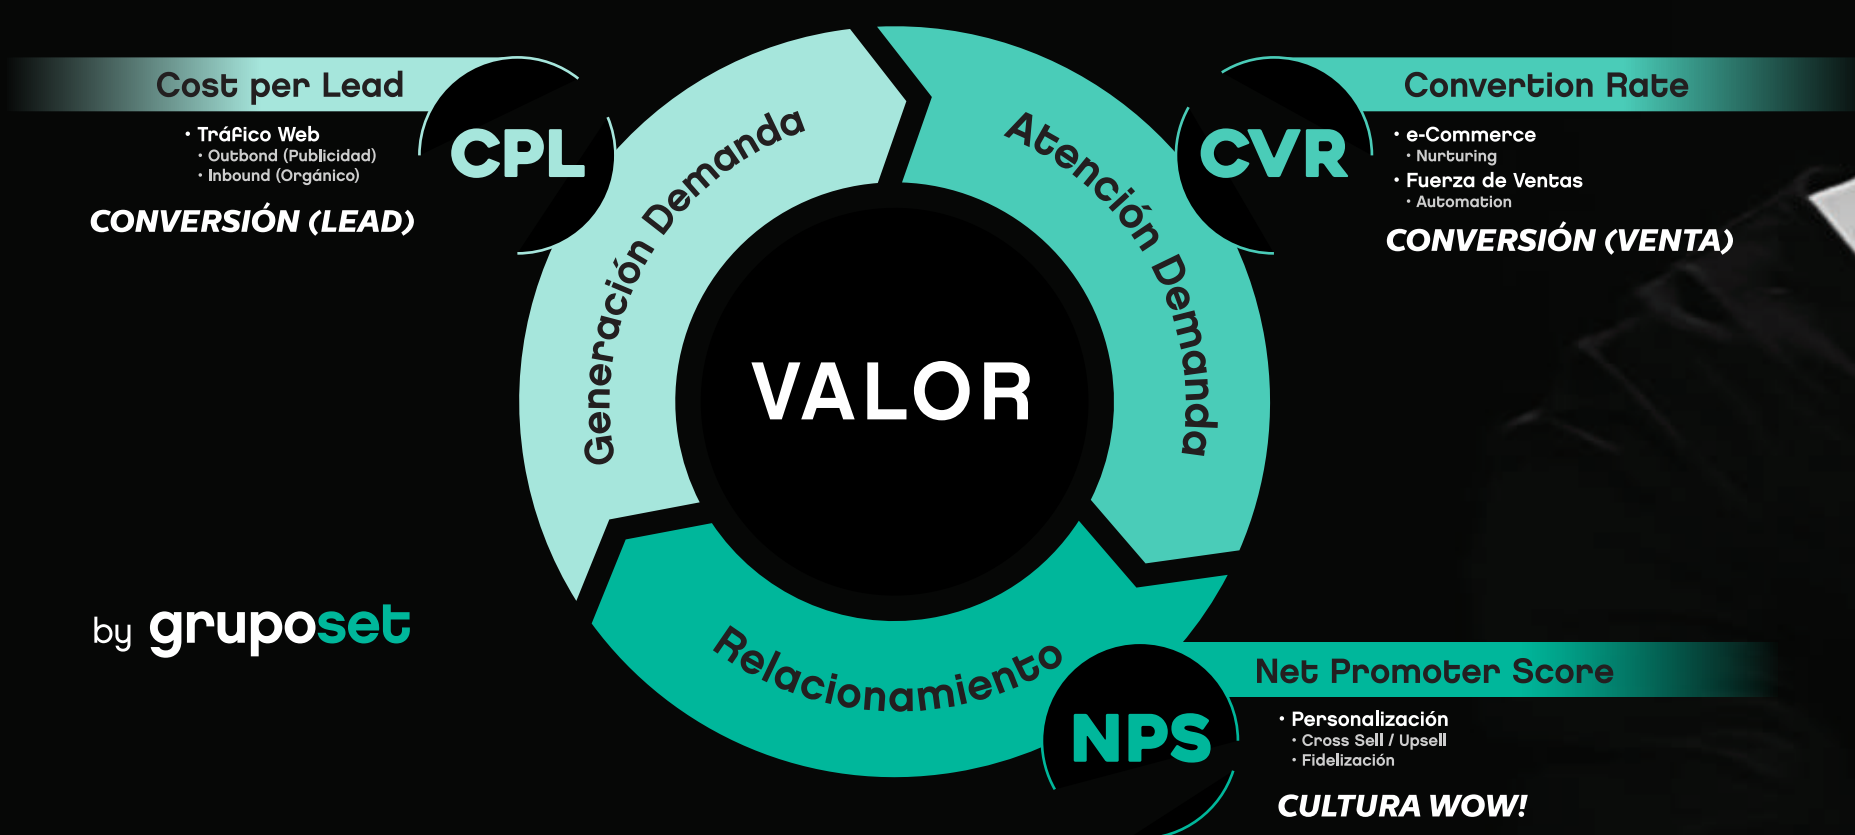 Cost per Lead
CPL
• Tráfico Web
• Outbond (Publicidad)
• Inbound (Orgánico)
CONVERSIÓN (LEAD)
Generación Demanda
Atención Demanda
Convertion Rate
CVR
• e-Commerce
• Nurturing
• Fuerza de Ventas
• Automation
CONVERSIÓN (VENTA)
VALOR
by gruposet
Relacionamiento
Net Promoter Score
NPS
• Personalización
• Cross Sell / Upsell
• Fidelización
CULTURA WOW!